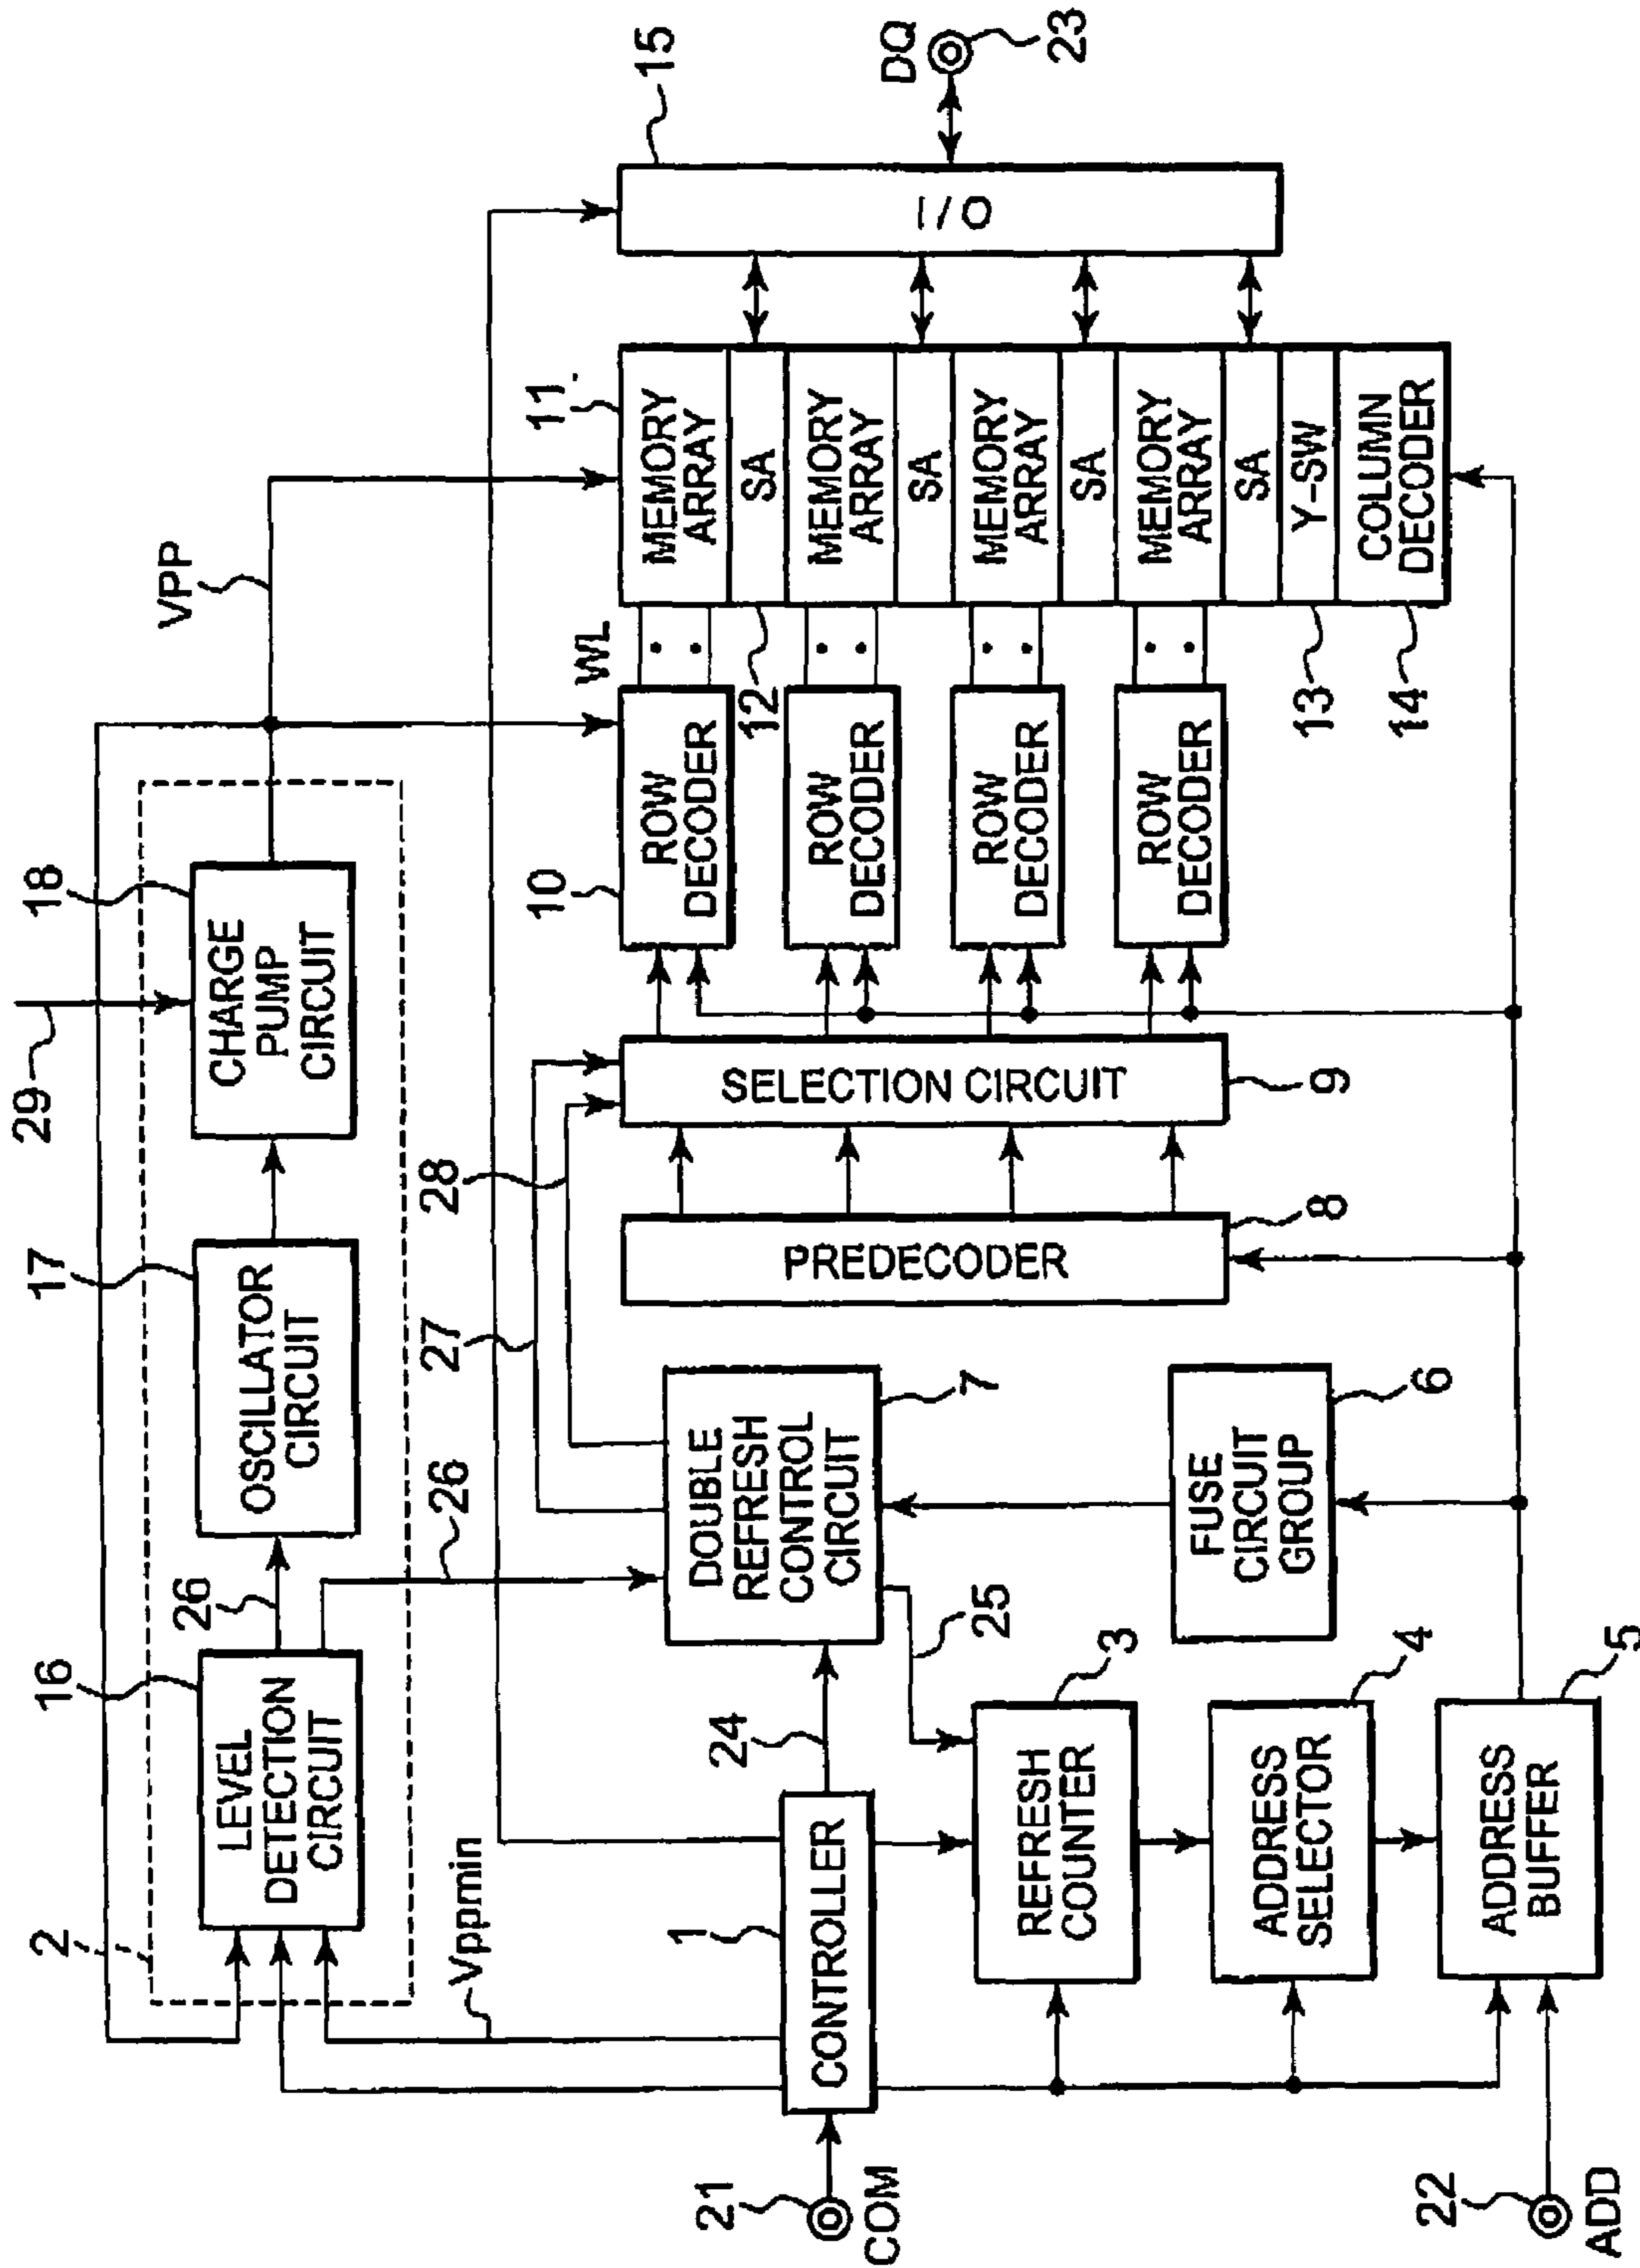 29
18
VPP
17
16
2
CHARGE
PUMP
CIRCUIT
OSCILLATOR
CIRCUIT
LEVEL
DETECTION
CIRCUIT
26
26
Vppmin
27
28
15
DQ
23
I/O
11
MEMORY
ARRAY
SA
MEMORY
ARRAY
SA
MEMORY
ARRAY
SA
MEMORY
ARRAY
SA
Y-SW
COLUMN
DECODER
12
13
14
WL
10
ROW
DECODER
ROW
DECODER
ROW
DECODER
ROW
DECODER
SELECTION CIRCUIT
9
PREDECODER
8
DOUBLE
REFRESH
CONTROL
CIRCUIT
7
FUSE
CIRCUIT
GROUP
6
24
25
1
CONTROLLER
21
COM
REFRESH
COUNTER
3
ADDRESS
SELECTOR
4
ADDRESS
BUFFER
5
22
ADD